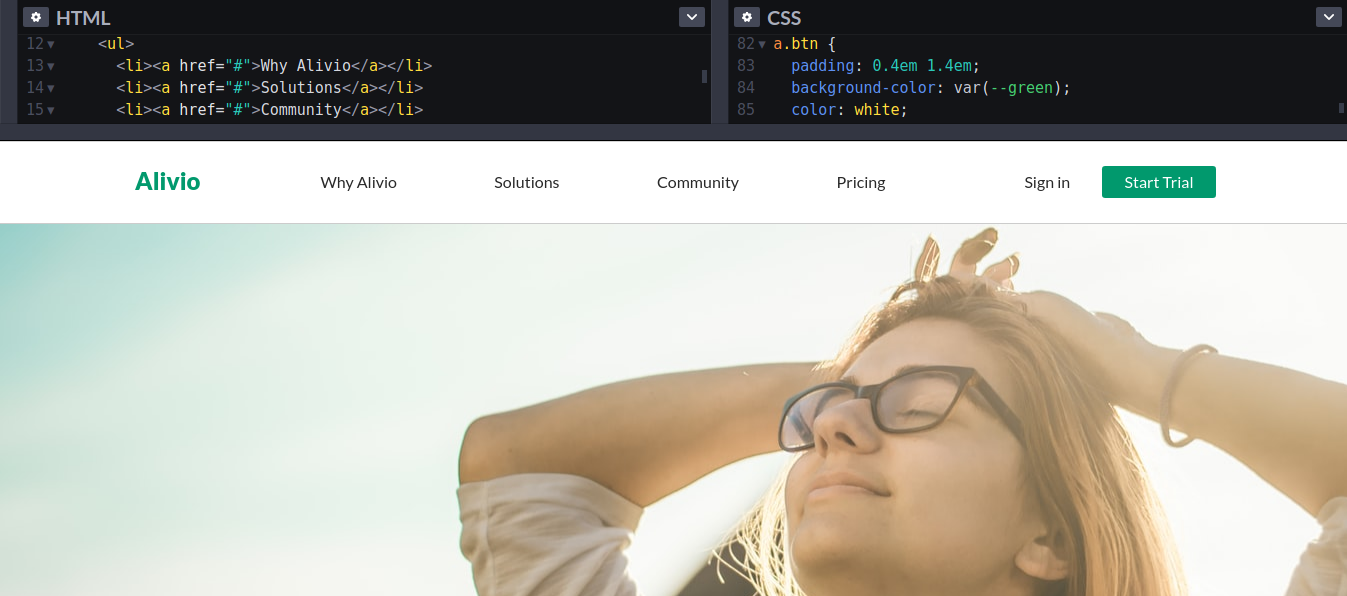 HTML
12 <ul>
13 <li><a href="#">Why Alivio</a></li>
14 <li><a href="#">Solutions</a></li>
15 <li><a href="#">Community</a></li>
CSS
82 a.btn {
83 padding: 0.4em 1.4em;
84 background-color: var(--green);
85 color: white;
Alivio Why Alivio Solutions Community Pricing Sign in Start Trial